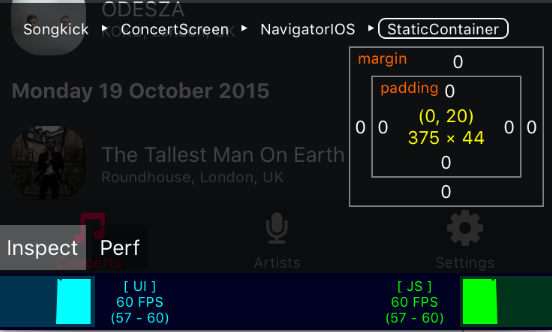 ODESZA
Songkick ▸ ConcertScreen ▸ NavigatorIOS ▸ StaticContainer
margin
0
Monday 19 October 2015
padding
0
(0, 20)
0 0 375 × 44 0 0
0
0
The Tallest Man On Earth
Roundhouse, London, UK
Inspect Perf
Concerts Artists Settings
[ UI ]
60 FPS
(57 - 60)
[ JS ]
60 FPS
(57 - 60)